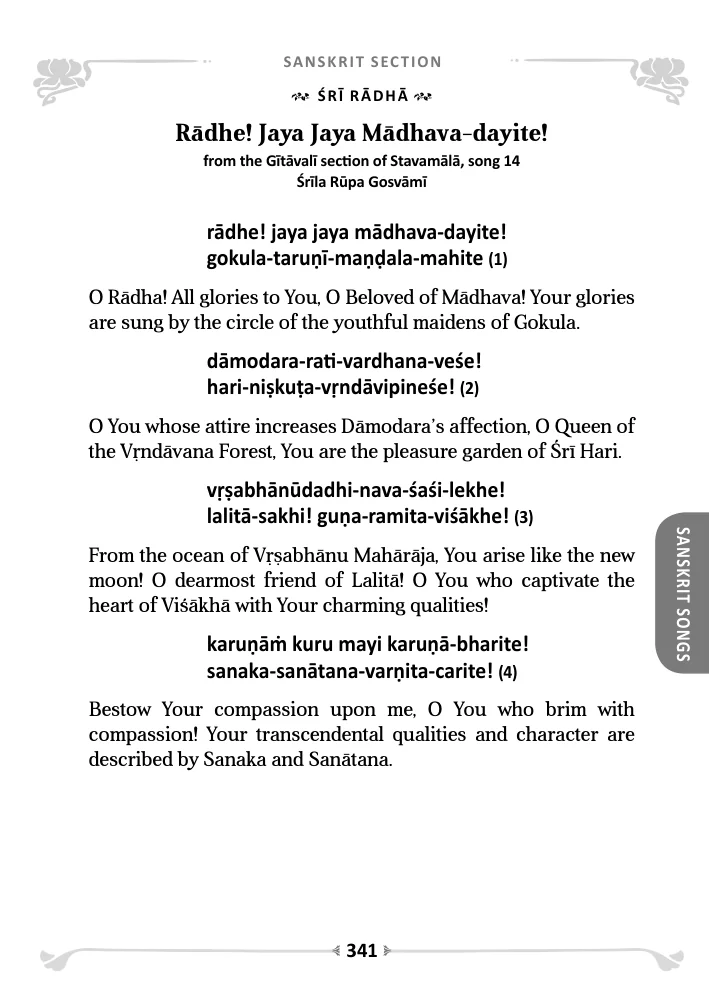 SANSKRIT SECTION
ŚRĪ RĀDHĀ
Rādhe! Jaya Jaya Mādhava-dayite!
from the Gītāvalī section of Stavamālā, song 14
Śrīla Rūpa Gosvāmī
rādhe! jaya jaya mādhava-dayite!
gokula-taruṇī-maṇḍala-mahite (1)
O Rādha! All glories to You, O Beloved of Mādhava! Your glories
are sung by the circle of the youthful maidens of Gokula.
dāmodara-rati-vardhana-veśe!
hari-niṣkuṭa-vṛndāvipineśe! (2)
O You whose attire increases Dāmodara’s affection, O Queen of
the Vṛndāvana Forest, You are the pleasure garden of Śrī Hari.
vṛṣabhānūdadhi-nava-śaśi-lekhe!
lalitā-sakhi! guṇa-ramita-viśākhe! (3)
From the ocean of Vṛṣabhānu Mahārāja, You arise like the new
moon! O dearmost friend of Lalitā! O You who captivate the
heart of Viśākhā with Your charming qualities!
karuṇāṁ kuru mayi karuṇā-bharite!
sanaka-sanātana-varṇita-carite! (4)
Bestow Your compassion upon me, O You who brim with
compassion! Your transcendental qualities and character are
described by Sanaka and Sanātana.
SANSKRIT SONGS
341